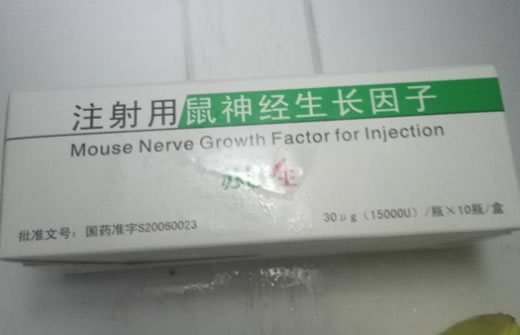 注射用鼠神经生长因子
Mouse Nerve Growth Factor for Injection
生
批准文号：国药准字S20060023
30μg（15000U）/瓶×10瓶/盒